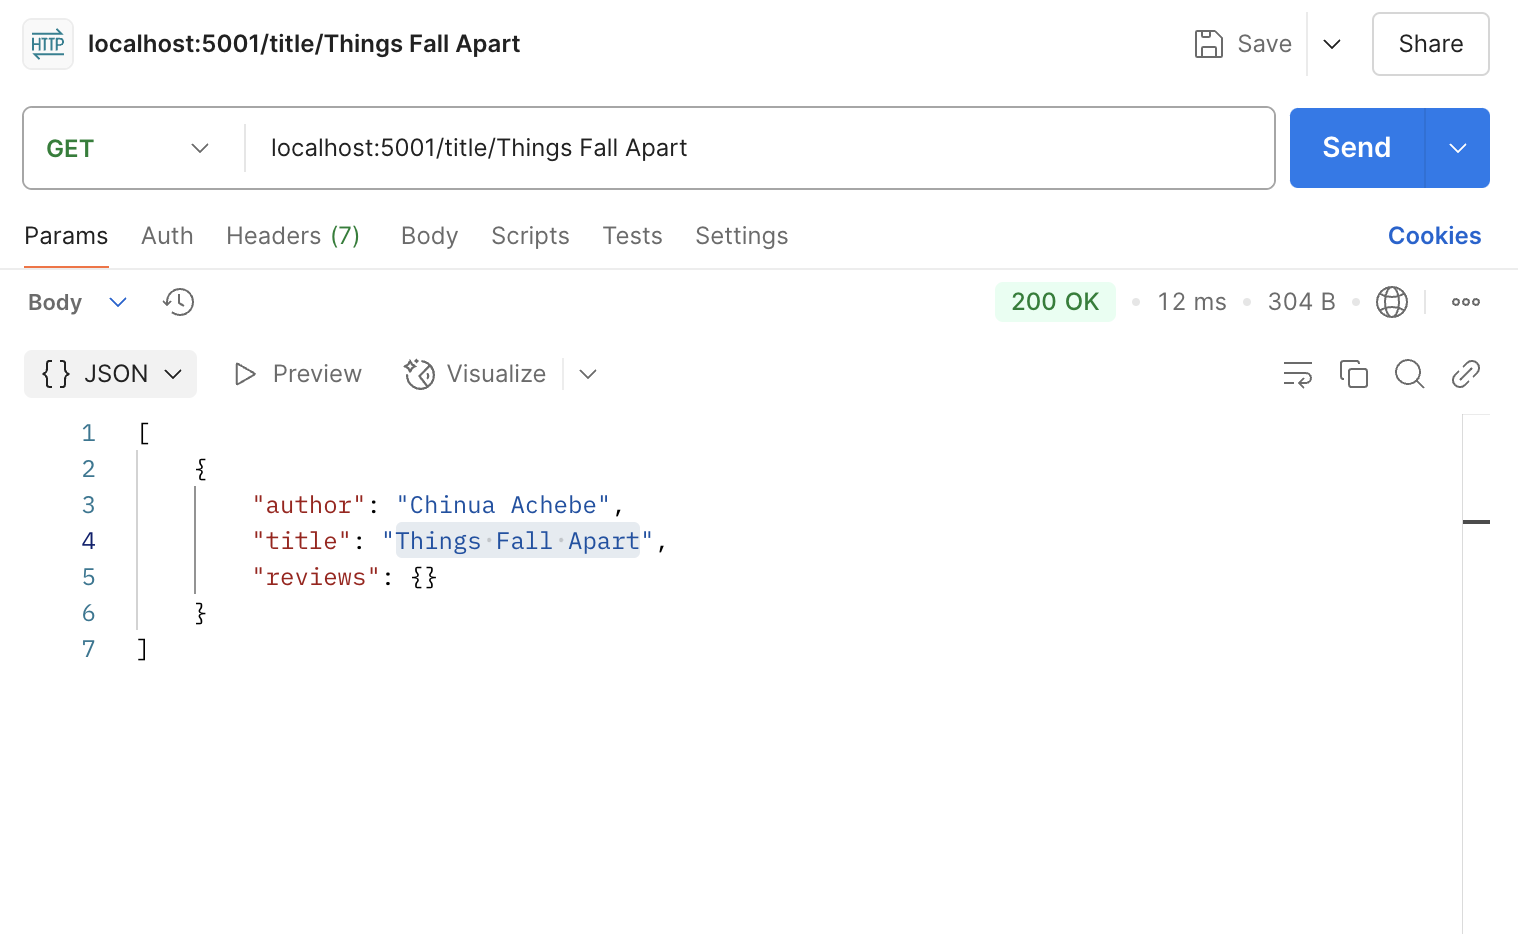 HTTP localhost:5001/title/Things Fall Apart Save Share
GET localhost:5001/title/Things Fall Apart Send
Params Auth Headers (7) Body Scripts Tests Settings Cookies
Body 200 OK 12 ms 304 B
{} JSON Preview Visualize
1 [
2 {
3 "author": "Chinua Achebe",
4 "title": "Things Fall Apart",
5 "reviews": {}
6 }
7 ]